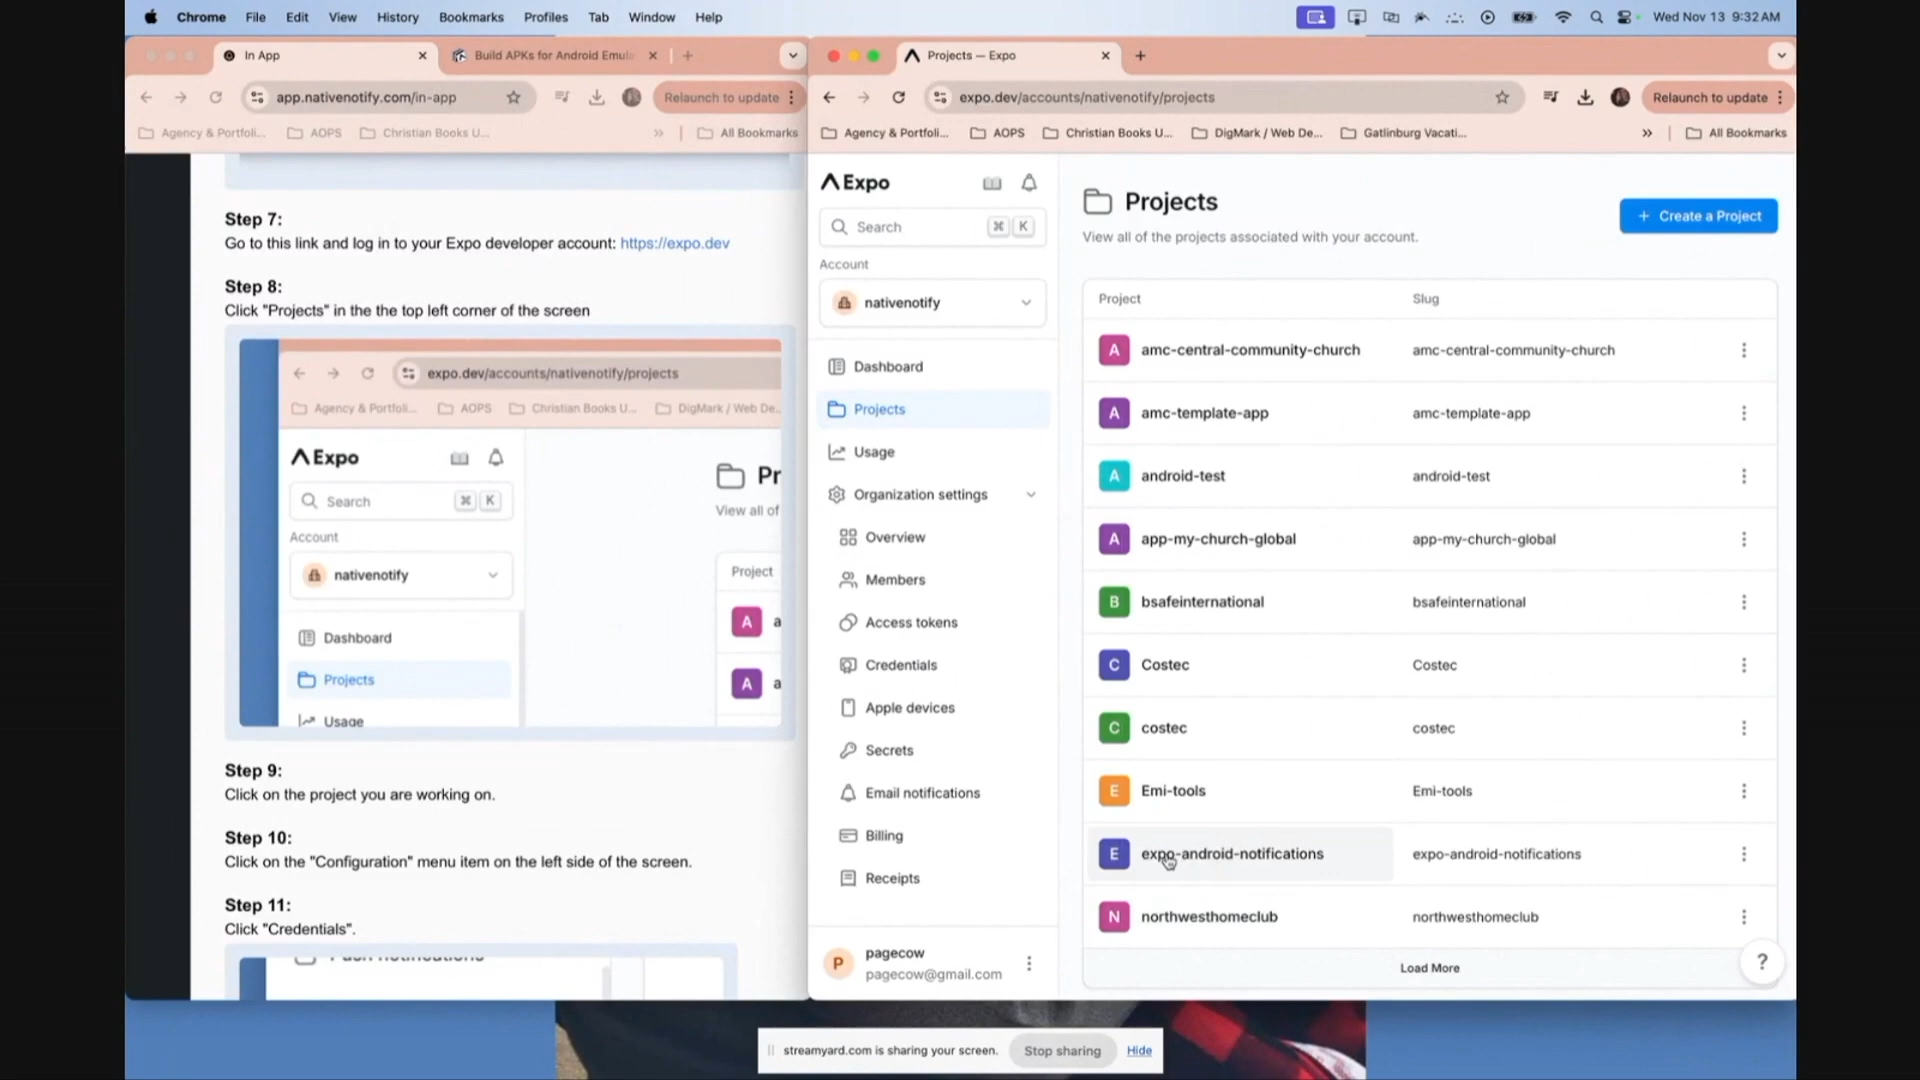 Chrome File Edit View History Bookmarks Profiles Tab Window Help
Wed Nov 13 9:32 AM
In App
Build APKs for Android Emula
app.nativenotify.com/in-app
Relaunch to update
Agency & Portfoli... AOPS Christian Books U... » All Bookmarks
Step 7:
Go to this link and log in to your Expo developer account: https://expo.dev
Step 8:
Click "Projects" in the the top left corner of the screen
expo.dev/accounts/nativenotify/projects
Agency & Portfoli... AOPS Christian Books U... DigMark / Web De...
Expo
Search ⌘ K
Account
nativenotify
Dashboard
Projects
Usage
Pr
View all of
Project
A a
A a
Step 9:
Click on the project you are working on.
Step 10:
Click on the "Configuration" menu item on the left side of the screen.
Step 11:
Click "Credentials".
Projects — Expo
expo.dev/accounts/nativenotify/projects
Relaunch to update
Agency & Portfoli... AOPS Christian Books U... DigMark / Web De... Gatlinburg Vacati... » All Bookmarks
Expo
Search ⌘ K
Account
nativenotify
Dashboard
Projects
Usage
Organization settings
Overview
Members
Access tokens
Credentials
Apple devices
Secrets
Email notifications
Billing
Receipts
P pagecow
pagecow@gmail.com
Projects
View all of the projects associated with your account.
+ Create a Project
Project Slug
A amc-central-community-church amc-central-community-church
A amc-template-app amc-template-app
A android-test android-test
A app-my-church-global app-my-church-global
B bsafeinternational bsafeinternational
C Costec Costec
C costec costec
E Emi-tools Emi-tools
E expo-android-notifications expo-android-notifications
N northwesthomeclub northwesthomeclub
Load More
?
streamyard.com is sharing your screen. Stop sharing Hide